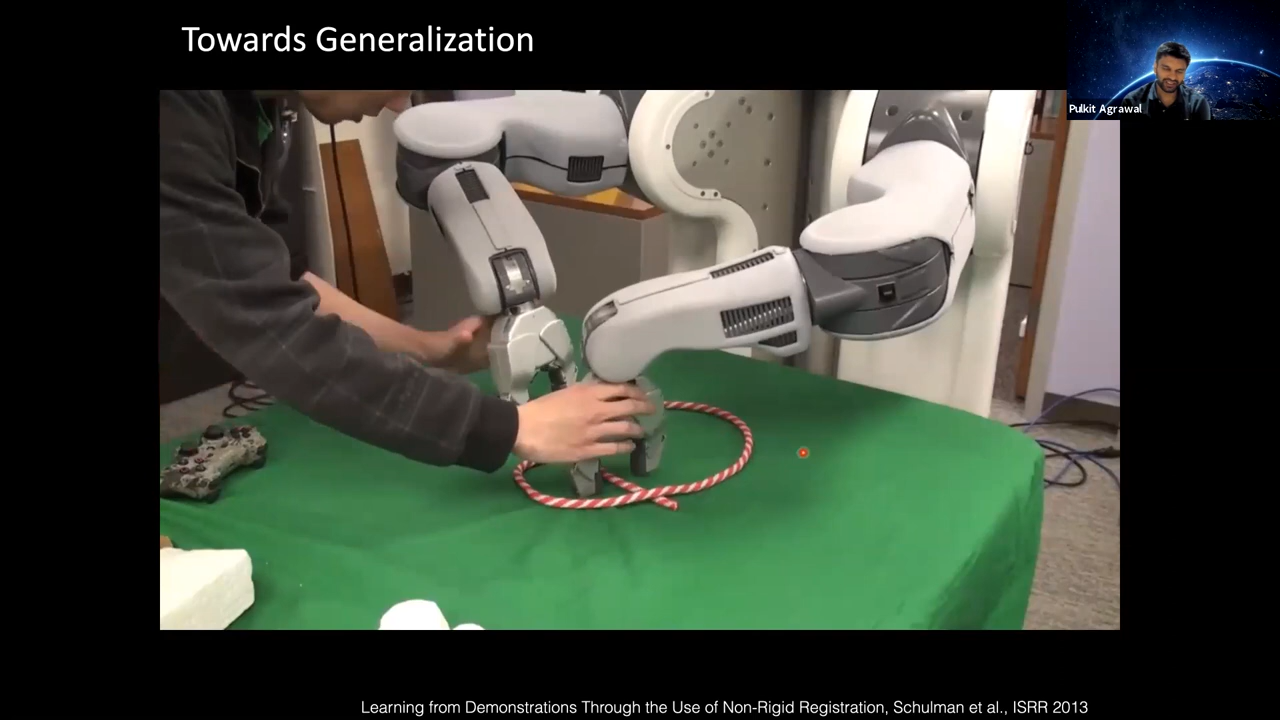 Towards Generalization
Pulkit Agrawal
Learning from Demonstrations Through the Use of Non-Rigid Registration, Schulman et al., ISRR 2013